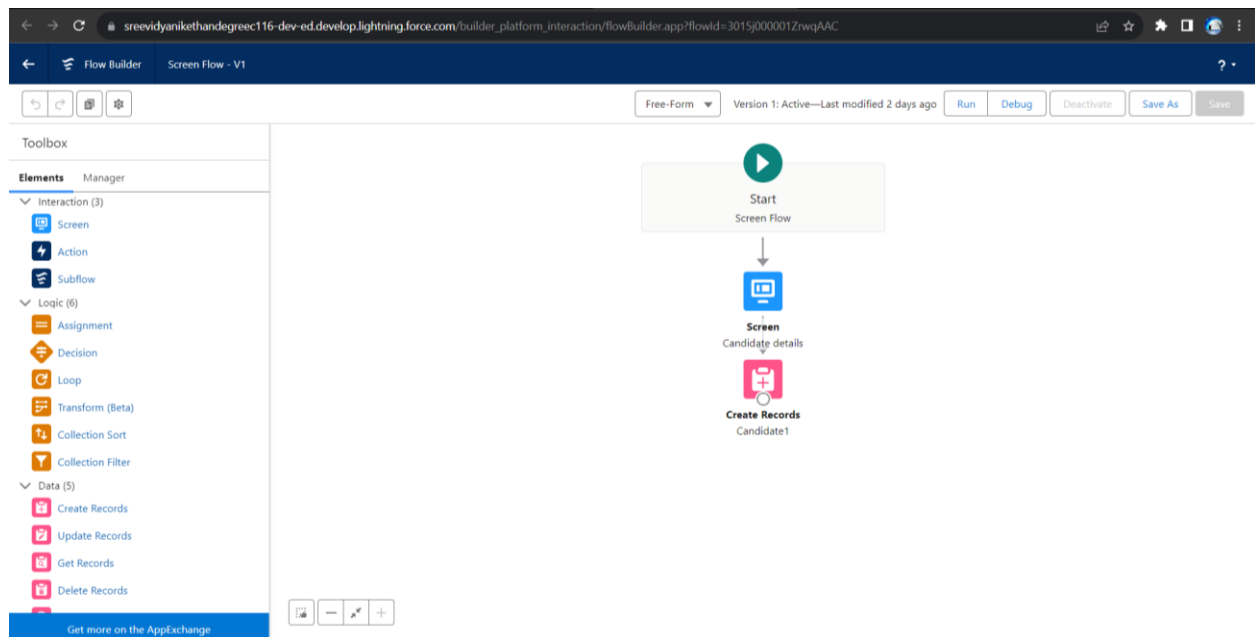 sreevidyanikethandegreec116-dev-ed.develop.lightning.force.com/builder_platform_interaction/flowBuilder.app?flowId=3015j000001ZrwqAAC
Flow Builder Screen Flow - V1 ?
Free-Form Version 1: Active—Last modified 2 days ago Run Debug Deactivate Save As Save
Toolbox
Elements Manager
Interaction (3)
Screen
Action
Subflow
Logic (6)
Assignment
Decision
Loop
Transform (Beta)
Collection Sort
Collection Filter
Data (5)
Create Records
Update Records
Get Records
Delete Records
Get more on the AppExchange
Start
Screen Flow
Screen
Candidate details
Create Records
Candidate1